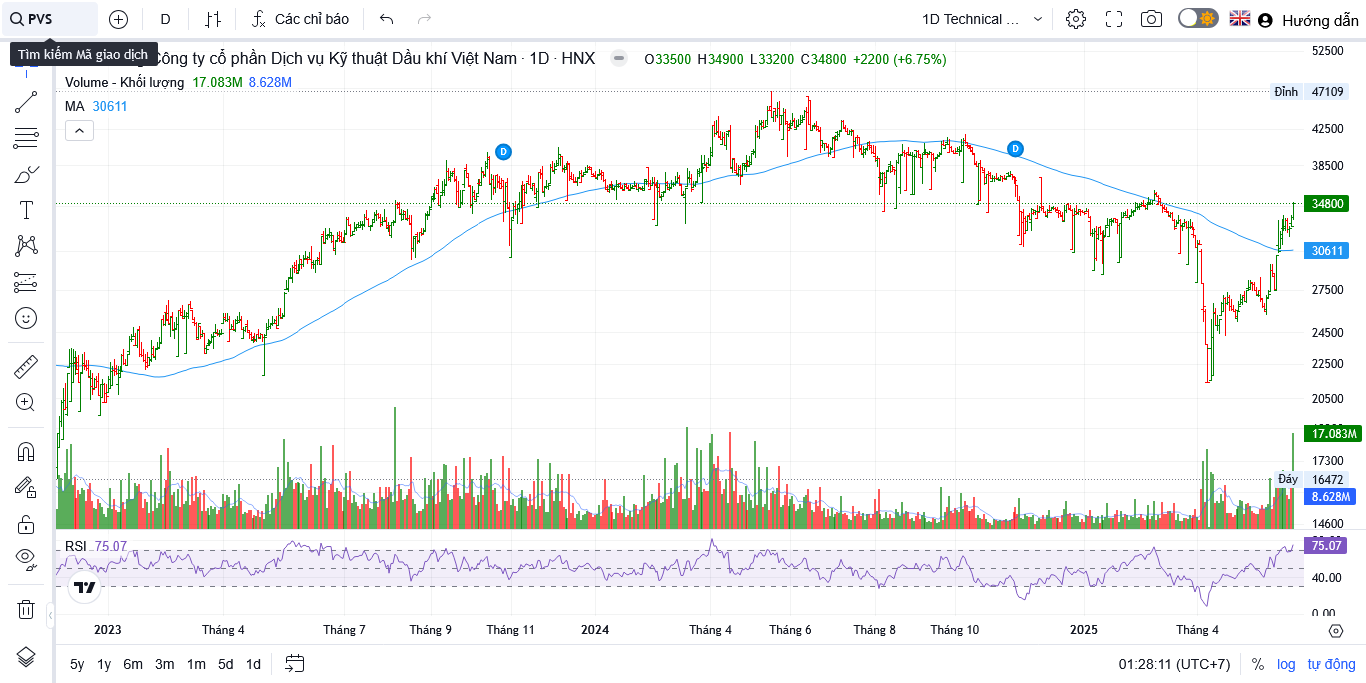 PVS
D
Các chỉ báo
1D Technical ...
Hướng dẫn
Tìm kiếm Mã giao dịch
Công ty cổ phần Dịch vụ Kỹ thuật Dầu khí Việt Nam · 1D · HNX
O33500 H34900 L33200 C34800 +2200 (+6.75%)
Volume - Khối lượng 17.083M 8.628M
MA 30611
D
D
52500
Đỉnh 47109
42500
38500
34800
30611
27500
24500
22500
20500
17.083M
17300
Đáy 16472
8.628M
14600
RSI 75.07
75.07
40.00
0.00
2023 Tháng 4 Tháng 7 Tháng 9 Tháng 11 2024 Tháng 4 Tháng 6 Tháng 8 Tháng 10 2025 Tháng 4
5y 1y 6m 3m 1m 5d 1d
01:28:11 (UTC+7) % log tự động